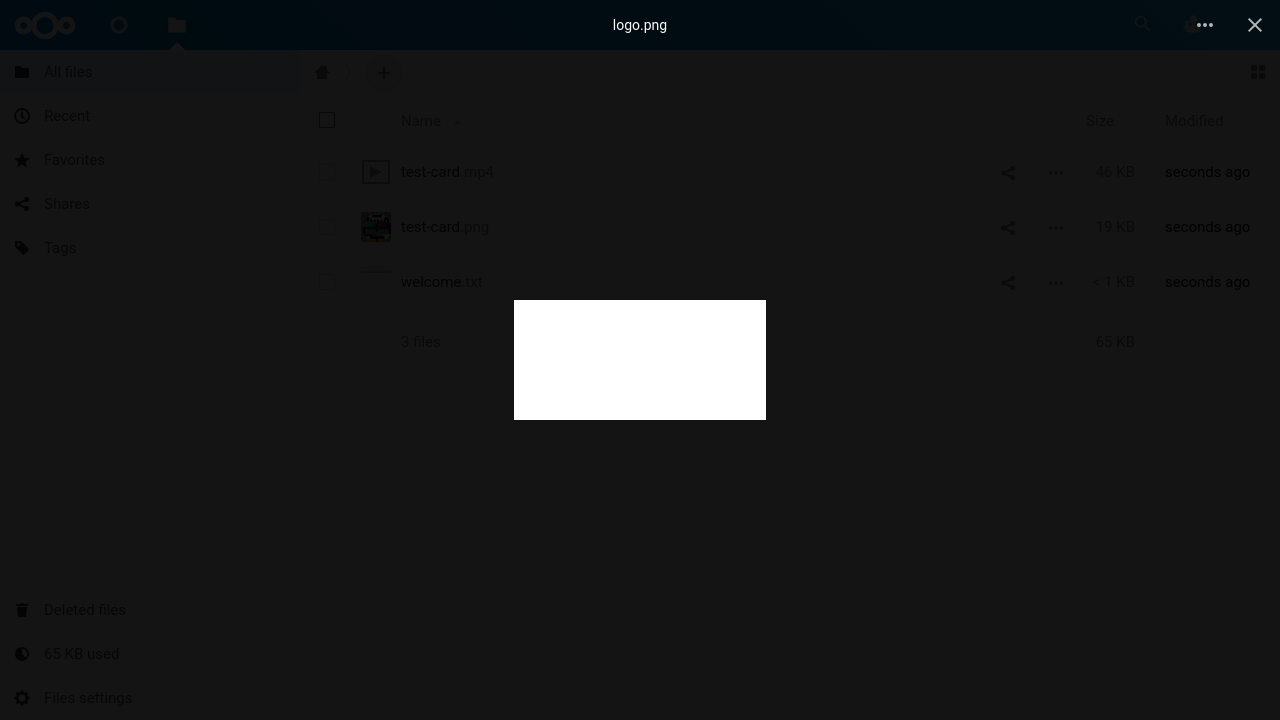 logo.png
All files
Recent
Favorites
Shares
Tags
Name
Size
Modified
test-card.mp4
46 KB
seconds ago
test-card.png
19 KB
seconds ago
welcome.txt
< 1 KB
seconds ago
3 files
65 KB
Deleted files
65 KB used
Files settings